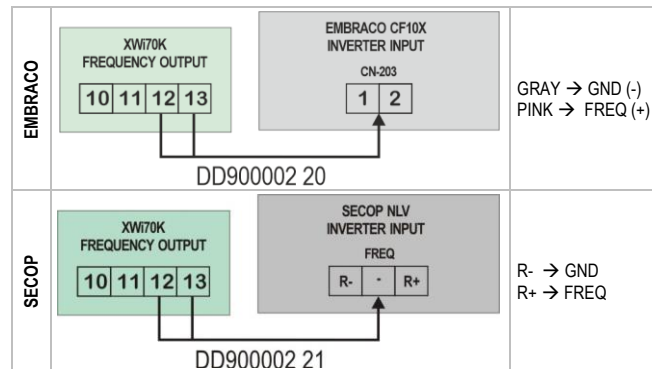 EMBRACO
XWi70K
FREQUENCY OUTPUT
10 11 12 13
EMBRACO CF10X
INVERTER INPUT
CN-203
1 2
DD900002 20
GRAY → GND (-)
PINK → FREQ (+)
SECOP
XWi70K
FREQUENCY OUTPUT
10 11 12 13
SECOP NLV
INVERTER INPUT
FREQ
R- - R+
DD900002 21
R- → GND
R+ → FREQ